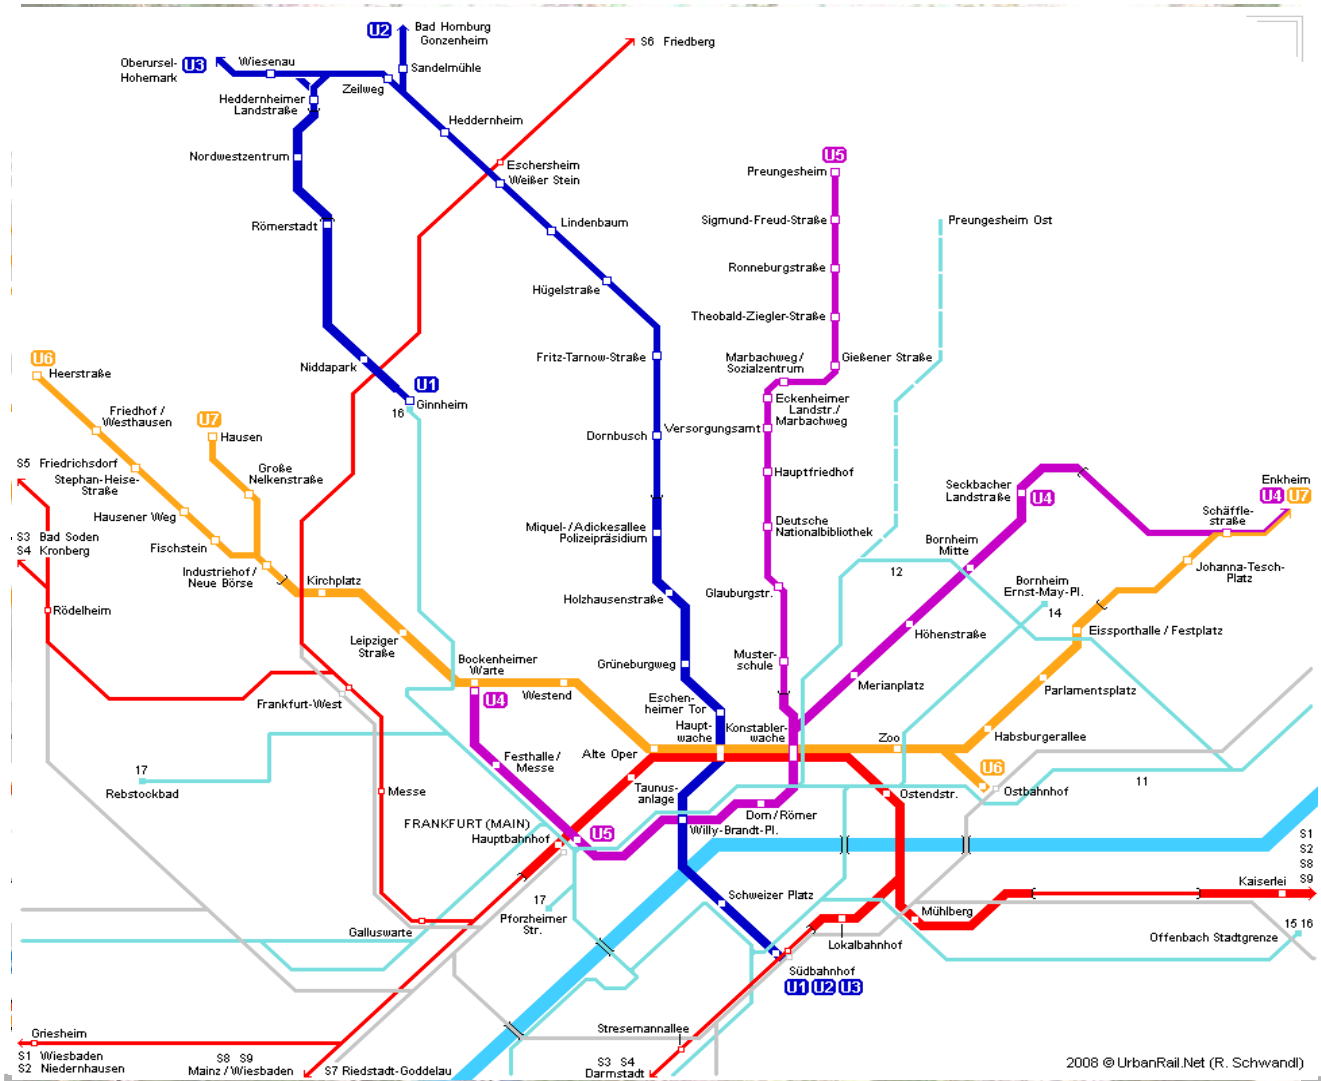 U2
Bad Homburg
Gonzenheim
S6 Friedberg
Oberursel-
Hohemark
U3
Wiesenau
Sandelmühle
Zeilweg
Heddernheimer
Landstraße
Heddernheim
Nordwestzentrum
Eschersheim
Weißer Stein
U5
Preungesheim
Römerstadt
Lindenbaum
Sigmund-Freud-Straße
Preungesheim Ost
Ronneburgstraße
Hügelstraße
Theobald-Ziegler-Straße
U6
Heerstraße
Niddapark
Fritz-Tarnow-Straße
Marbachweg/
Sozialzentrum
Gießener Straße
U1
Ginnheim
16
Eckenheimer
Landstr./
Marbachweg
Friedhof /
Westhausen
U7
Hausen
Dornbusch
Versorgungsamt
S5 Friedrichsdorf
Stephan-Heise-
Straße
Große
Nelkenstraße
Hauptfriedhof
Seckbacher
Landstraße
U4
Enkheim
U4 U7
Hausener Weg
Schäffle-
straße
Miquel-/Adickesallee
Polizeipräsidium
Deutsche
Nationalbibliothek
S3 Bad Soden
S4 Kronberg
Fischstein
Bornheim
Mitte
Industriehof/
Neue Börse
Kirchplatz
12
Bornheim
Ernst-May-Pl.
14
Johanna-Tesch-
Platz
Holzhausenstraße
Glauburgstr.
Rödelheim
Leipziger
Straße
Höhenstraße
Eissporthalle / Festplatz
Bockenheimer
Warte
Grüneburgweg
Muster-
schule
Merianplatz
Parlamentsplatz
Frankfurt-West
U4
Westend
Eschen-
heimer Tor
Haupt-
wache
Konstabler-
wache
Zoo
Habsburgerallee
Alte Oper
Festhalle /
Messe
17
Rebstockbad
Messe
Taunus-
anlage
Ostendstr.
U6
Ostbahnhof
11
Dom/Römer
FRANKFURT (MAIN)
Hauptbahnhof
U5
Willy-Brandt-Pl.
S1
S2
S8
S9
Kaiserlei
17
Pforzheimer
Str.
Schweizer Platz
Mühlberg
Galluswarte
Lokalbahnhof
15 16
Offenbach Stadtgrenze
Südbahnhof
U1 U2 U3
Griesheim
Stresemannallee
S1 Wiesbaden
S2 Niedernhausen
S8 S9
Mainz / Wiesbaden
S7 Riedstadt-Goddelau
S3 S4
Darmstadt
2008 © UrbanRail.Net (R. Schwandl)